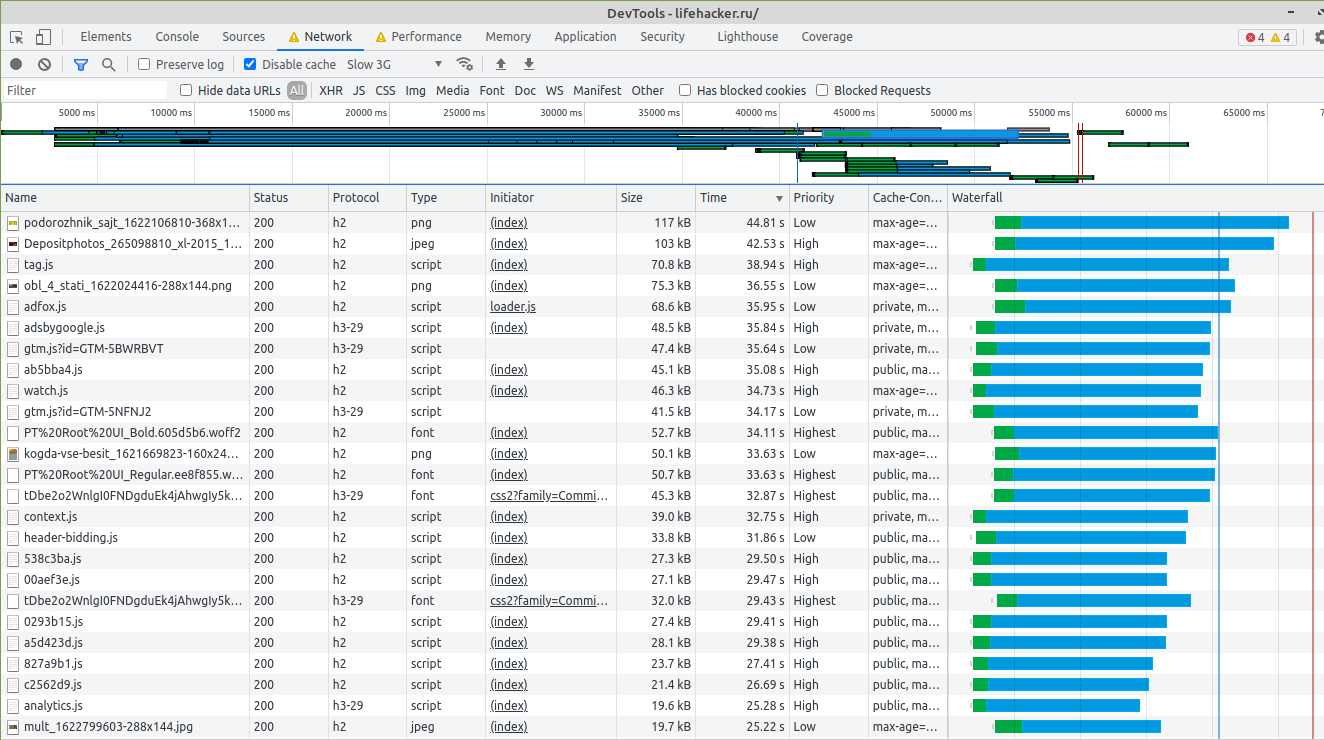 DevTools - lifehacker.ru/
Elements Console Sources Network Performance Memory Application Security Lighthouse Coverage 4 4
Preserve log Disable cache Slow 3G
Filter Hide data URLs All XHR JS CSS Img Media Font Doc WS Manifest Other Has blocked cookies Blocked Requests
5000 ms 10000 ms 15000 ms 20000 ms 25000 ms 30000 ms 35000 ms 40000 ms 45000 ms 50000 ms 55000 ms 60000 ms 65000 ms
Name Status Protocol Type Initiator Size Time Priority Cache-Con... Waterfall
podorozhnik_sajt_1622106810-368x1... 200 h2 png (index) 117 kB 44.81 s Low max-age=...
Depositphotos_265098810_xl-2015_1... 200 h2 jpeg (index) 103 kB 42.53 s High max-age=...
tag.js 200 h2 script (index) 70.8 kB 38.94 s High max-age=...
obl_4_stati_1622024416-288x144.png 200 h2 png (index) 75.3 kB 36.55 s Low max-age=...
adfox.js 200 h2 script loader.js 68.6 kB 35.95 s Low private, m...
adsbygoogle.js 200 h3-29 script (index) 48.5 kB 35.84 s High private, m...
gtm.js?id=GTM-5BWRBVT 200 h3-29 script 47.4 kB 35.64 s Low private, m...
ab5bba4.js 200 h2 script (index) 45.1 kB 35.08 s High public, ma...
watch.js 200 h2 script (index) 46.3 kB 34.73 s High max-age=...
gtm.js?id=GTM-5NFNJ2 200 h3-29 script 41.5 kB 34.17 s Low private, m...
PT%20Root%20UI_Bold.605d5b6.woff2 200 h2 font (index) 52.7 kB 34.11 s Highest public, ma...
kogda-vse-besit_1621669823-160x24... 200 h2 png (index) 50.1 kB 33.63 s Low max-age=...
PT%20Root%20UI_Regular.ee8f855.w... 200 h2 font (index) 50.7 kB 33.63 s Highest public, ma...
tDbe2o2WnlgI0FNDgduEk4jAhwgIy5k... 200 h3-29 font css2?family=Commi... 45.3 kB 32.87 s Highest public, ma...
context.js 200 h2 script (index) 39.0 kB 32.75 s High private, m...
header-bidding.js 200 h2 script (index) 33.8 kB 31.86 s Low public, ma...
538c3ba.js 200 h2 script (index) 27.3 kB 29.50 s High public, ma...
00aef3e.js 200 h2 script (index) 27.1 kB 29.47 s High public, ma...
tDbe2o2WnlgI0FNDgduEk4jAhwgIy5k... 200 h3-29 font css2?family=Commi... 32.0 kB 29.43 s Highest public, ma...
0293b15.js 200 h2 script (index) 27.4 kB 29.41 s High public, ma...
a5d423d.js 200 h2 script (index) 28.1 kB 29.38 s High public, ma...
827a9b1.js 200 h2 script (index) 23.7 kB 27.41 s High public, ma...
c2562d9.js 200 h2 script (index) 21.4 kB 26.69 s High public, ma...
analytics.js 200 h3-29 script (index) 19.6 kB 25.28 s High public, ma...
mult_1622799603-288x144.jpg 200 h2 jpeg (index) 19.7 kB 25.22 s Low max-age=...